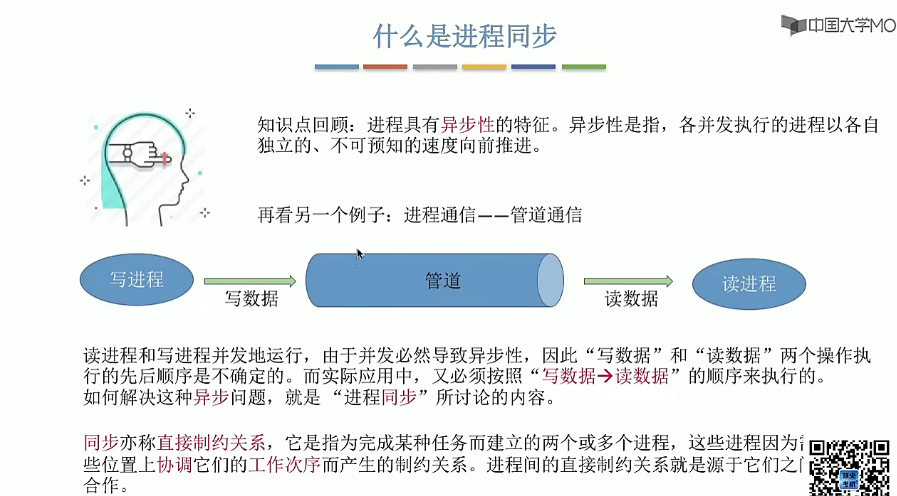 什么是进程同步
中国大学MO
知识点回顾：进程具有异步性的特征。异步性是指，各并发执行的进程以各自
独立的、不可预知的速度向前推进。
再看另一个例子：进程通信——管道通信
写进程
写数据
管道
读数据
读进程
读进程和写进程并发地运行，由于并发必然导致异步性，因此“写数据”和“读数据”两个操作执
行的先后顺序是不确定的。而实际应用中，又必须按照“写数据→读数据”的顺序来执行的。
如何解决这种异步问题，就是 “进程同步”所讨论的内容。
同步亦称直接制约关系，它是指为完成某种任务而建立的两个或多个进程，这些进程因为
些位置上协调它们的工作次序而产生的制约关系。进程间的直接制约关系就是源于它们之
合作。